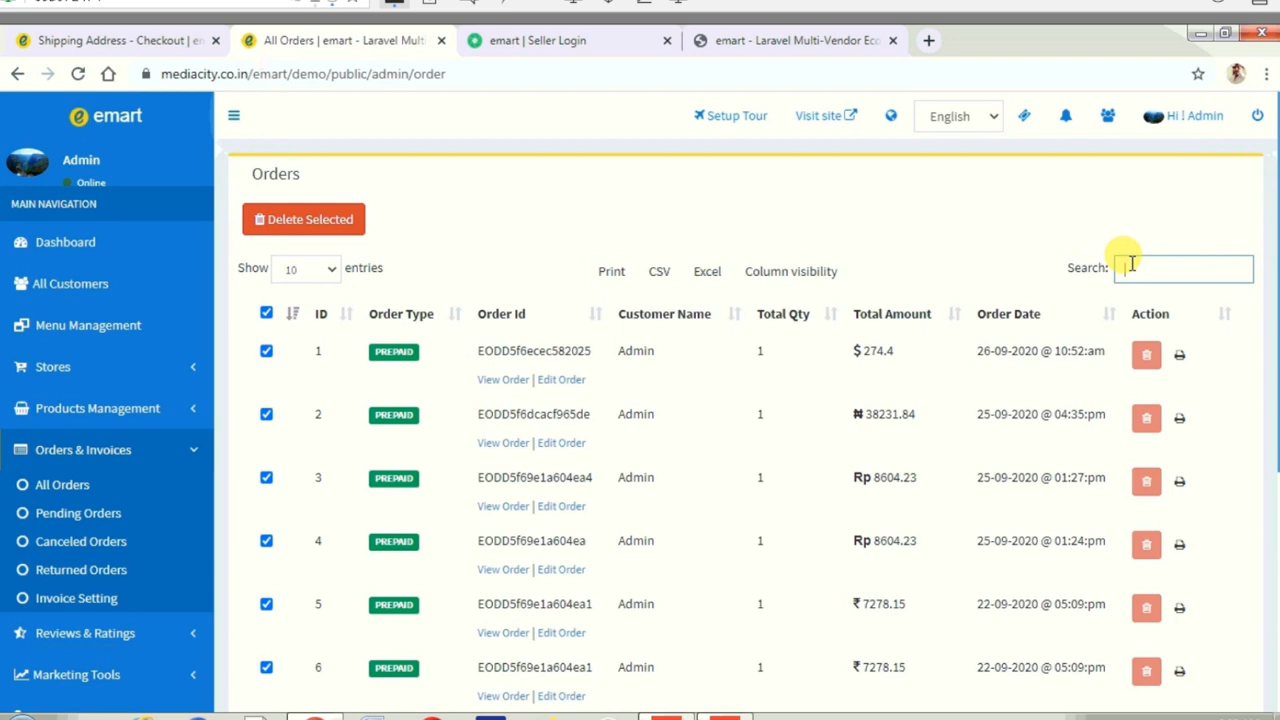 Shipping Address - Checkout | en
All Orders | emart - Laravel Mult
emart | Seller Login
emart - Laravel Multi-Vendor Eco
mediacity.co.in/emart/demo/public/admin/order
emart
Setup Tour
Visit site
English
Hi ! Admin
Admin
Online
MAIN NAVIGATION
Dashboard
All Customers
Menu Management
Stores
Products Management
Orders & Invoices
All Orders
Pending Orders
Canceled Orders
Returned Orders
Invoice Setting
Reviews & Ratings
Marketing Tools
Orders
Delete Selected
Show 10 entries
Print CSV Excel Column visibility
Search:
ID Order Type Order Id Customer Name Total Qty Total Amount Order Date Action
1 PREPAID EODD5f6ecec582025 Admin 1 $ 274.4 26-09-2020 @ 10:52:am
View Order | Edit Order
2 PREPAID EODD5f6dcacf965de Admin 1 ₦ 38231.84 25-09-2020 @ 04:35:pm
View Order | Edit Order
3 PREPAID EODD5f69e1a604ea4 Admin 1 Rp 8604.23 25-09-2020 @ 01:27:pm
View Order | Edit Order
4 PREPAID EODD5f69e1a604ea Admin 1 Rp 8604.23 25-09-2020 @ 01:24:pm
View Order | Edit Order
5 PREPAID EODD5f69e1a604ea1 Admin 1 ₹ 7278.15 22-09-2020 @ 05:09:pm
View Order | Edit Order
6 PREPAID EODD5f69e1a604ea1 Admin 1 ₹ 7278.15 22-09-2020 @ 05:09:pm
View Order | Edit Order